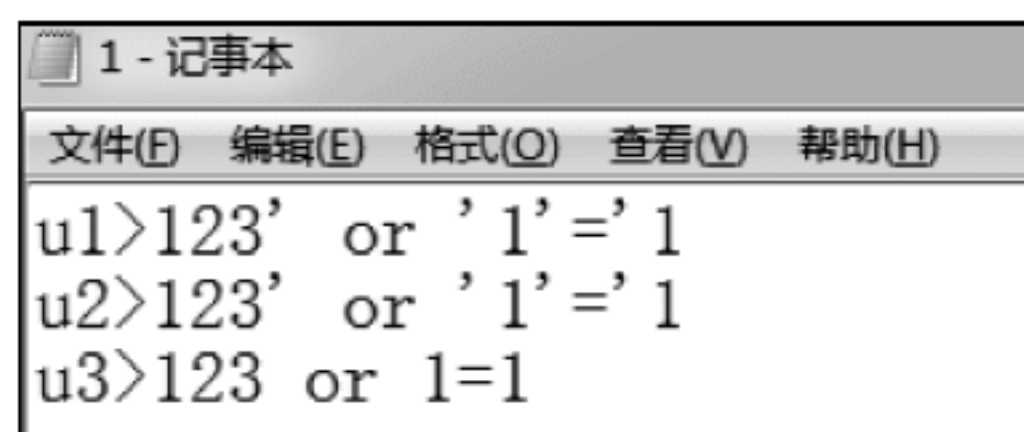 1 - 记事本
文件(F) 编辑(E) 格式(O) 查看(V) 帮助(H)
u1>123' or '1'='1
u2>123' or '1'='1
u3>123 or 1=1